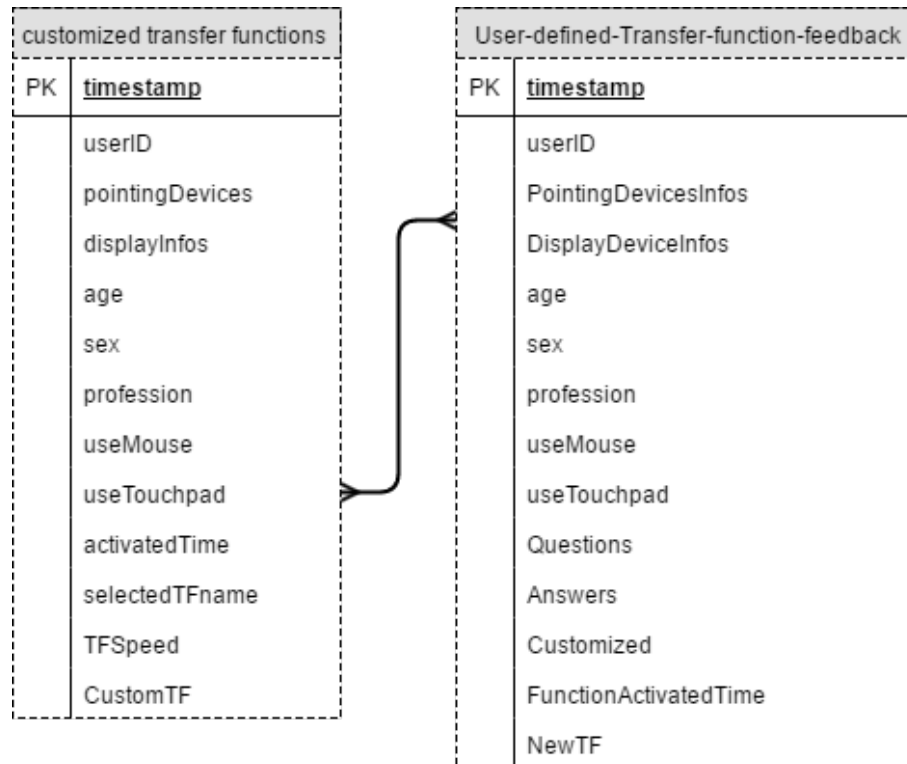 customized transfer functions
PK timestamp
userID
pointingDevices
displayInfos
age
sex
profession
useMouse
useTouchpad
activatedTime
selectedTFname
TFSpeed
CustomTF
User-defined-Transfer-function-feedback
PK timestamp
userID
PointingDevicesInfos
DisplayDeviceInfos
age
sex
profession
useMouse
useTouchpad
Questions
Answers
Customized
FunctionActivatedTime
NewTF